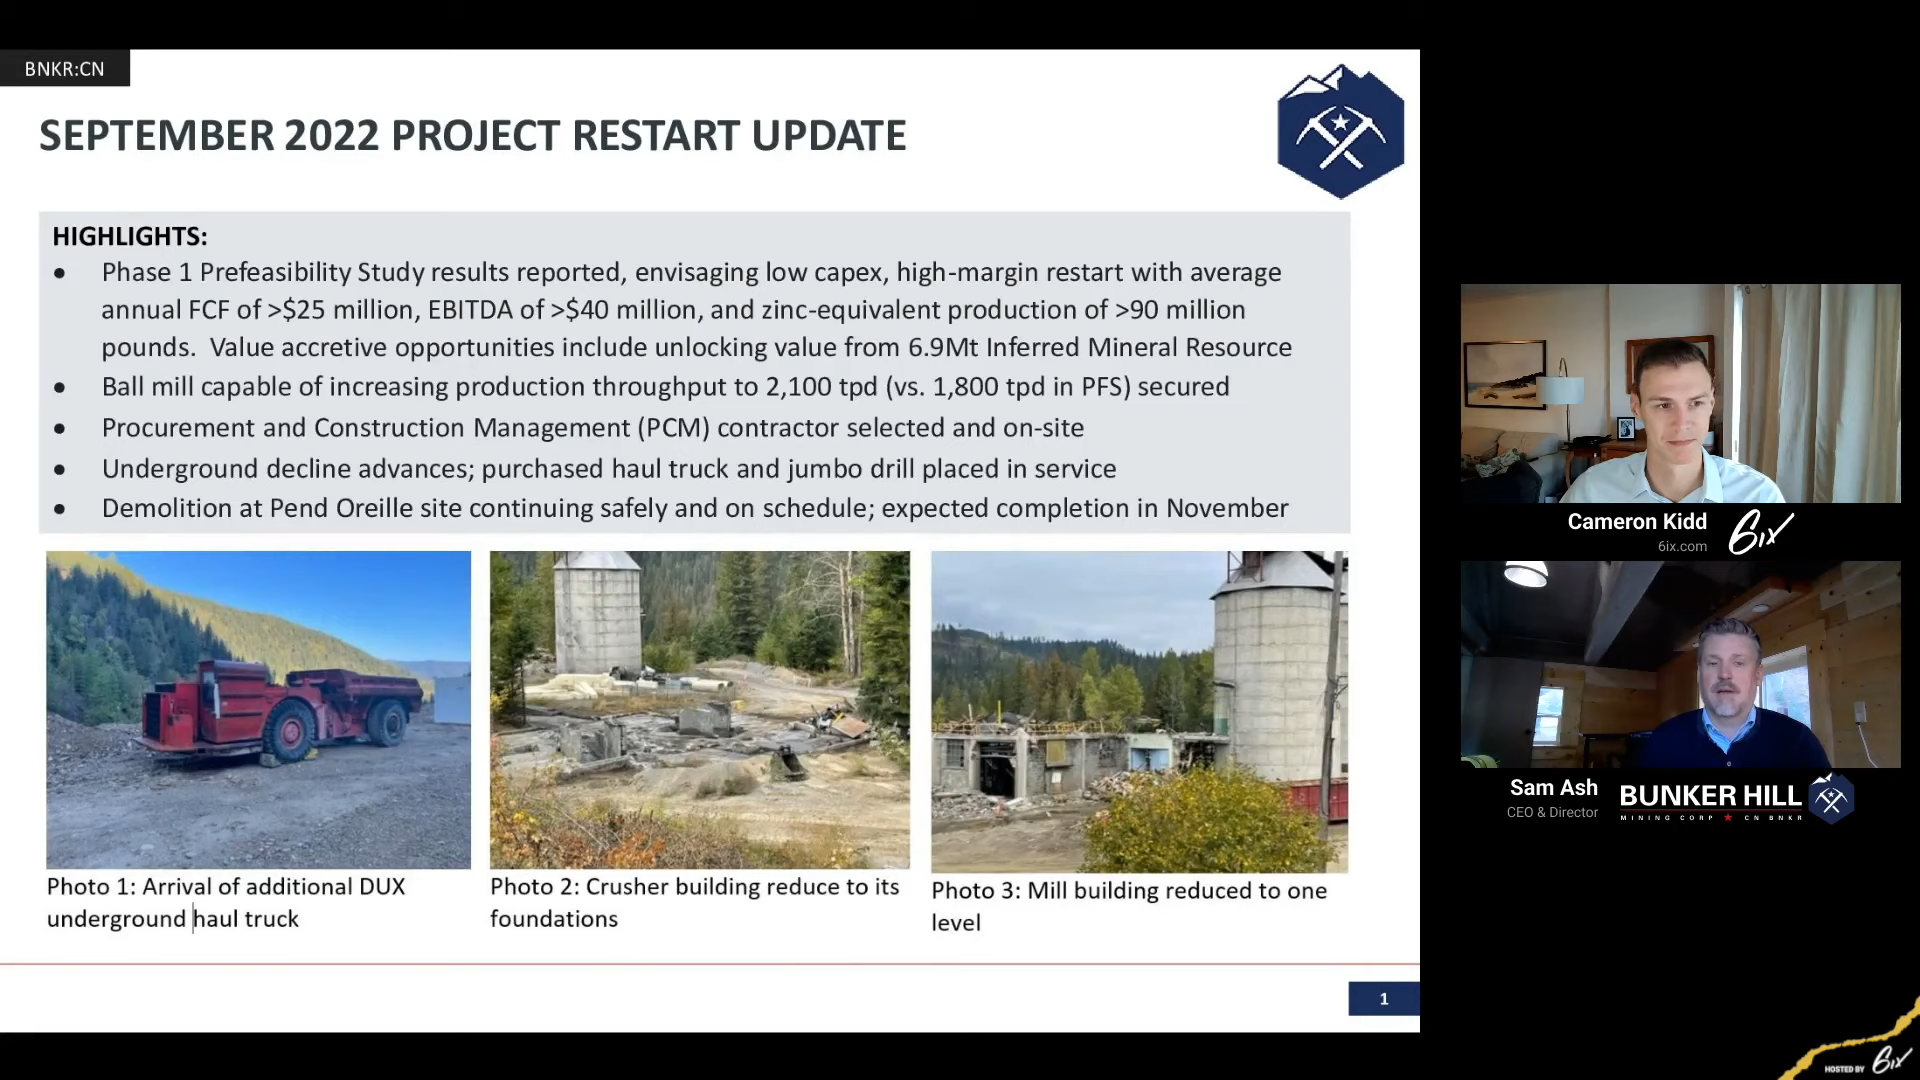 BNKR:CN
SEPTEMBER 2022 PROJECT RESTART UPDATE
HIGHLIGHTS:
• Phase 1 Prefeasibility Study results reported, envisaging low capex, high-margin restart with average
annual FCF of >$25 million, EBITDA of >$40 million, and zinc-equivalent production of >90 million
pounds.  Value accretive opportunities include unlocking value from 6.9Mt Inferred Mineral Resource
• Ball mill capable of increasing production throughput to 2,100 tpd (vs. 1,800 tpd in PFS) secured
• Procurement and Construction Management (PCM) contractor selected and on-site
• Underground decline advances; purchased haul truck and jumbo drill placed in service
• Demolition at Pend Oreille site continuing safely and on schedule; expected completion in November
Photo 1: Arrival of additional DUX
underground haul truck
Photo 2: Crusher building reduce to its
foundations
Photo 3: Mill building reduced to one
level
1
Cameron Kidd
6ix.com
6ix
Sam Ash
CEO & Director
BUNKER HILL
MINING CORP ★ CN BNKR
HOSTED BY 6ix